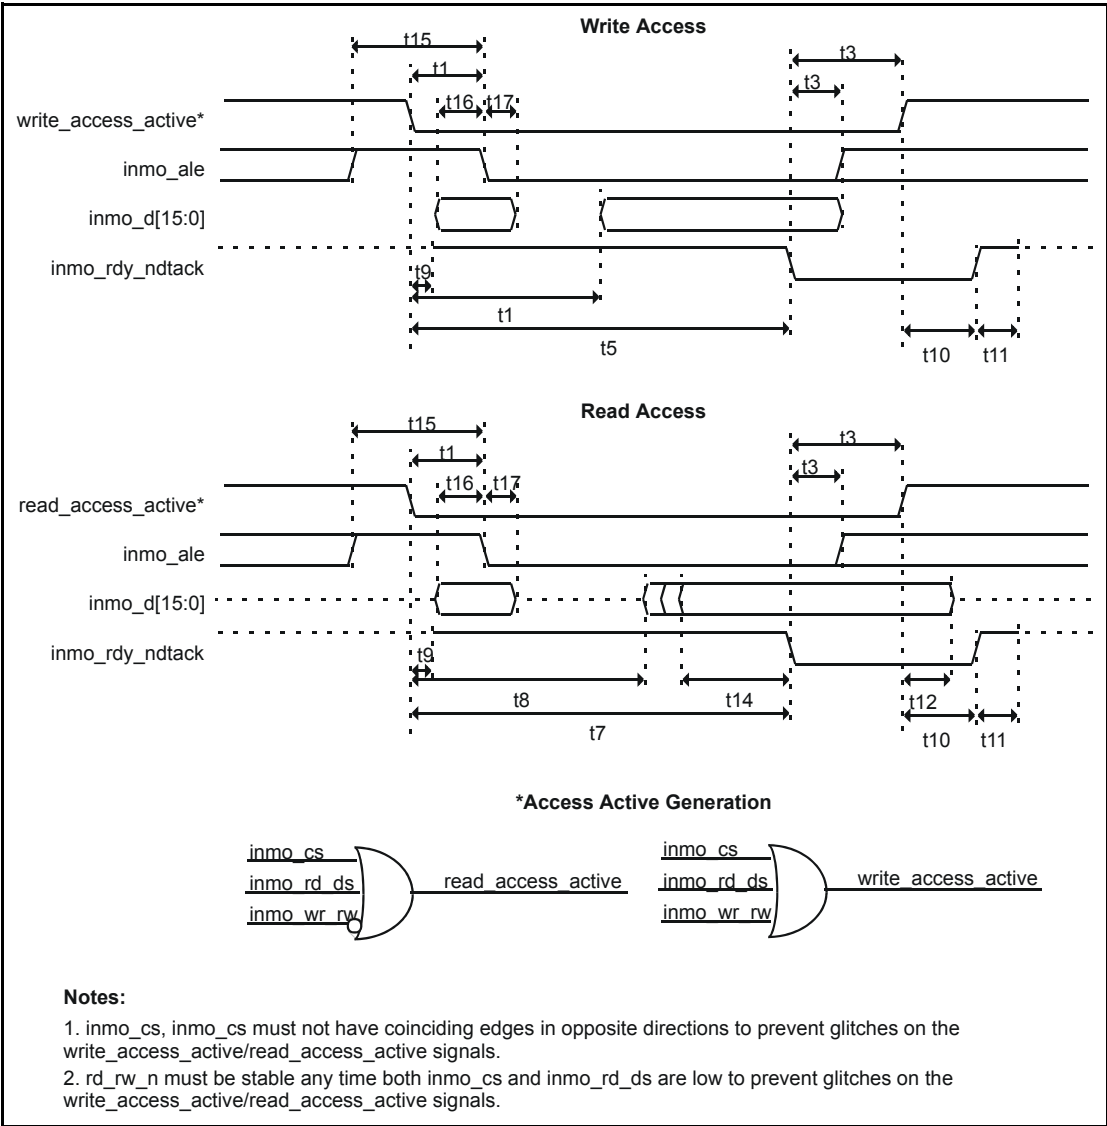 Write Access
t15
t3
t1
t3
t16 t17
write_access_active*
inmo_ale
inmo_d[15:0]
inmo_rdy_ndtack
t9
t1
t5
t10 t11
Read Access
t15
t3
t1
t3
t16 t17
read_access_active*
inmo_ale
inmo_d[15:0]
inmo_rdy_ndtack
t9
t8 t14 t12
t7
t10 t11
*Access Active Generation
inmo_cs
inmo_rd_ds
inmo_wr_rw
read_access_active
inmo_cs
inmo_rd_ds
inmo_wr_rw
write_access_active
Notes:
1. inmo_cs, inmo_cs must not have coinciding edges in opposite directions to prevent glitches on the
write_access_active/read_access_active signals.
2. rd_rw_n must be stable any time both inmo_cs and inmo_rd_ds are low to prevent glitches on the
write_access_active/read_access_active signals.